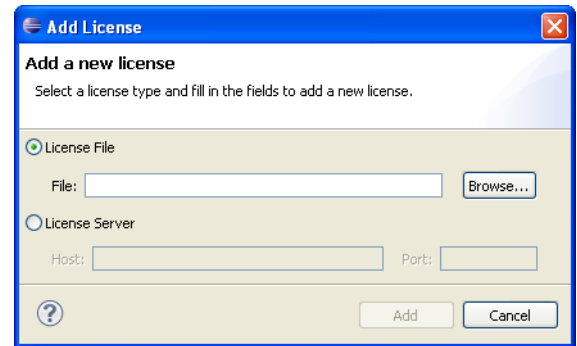 Add License
Add a new license
Select a license type and fill in the fields to add a new license.
License File
File: Browse...
License Server
Host: Port:
? Add Cancel